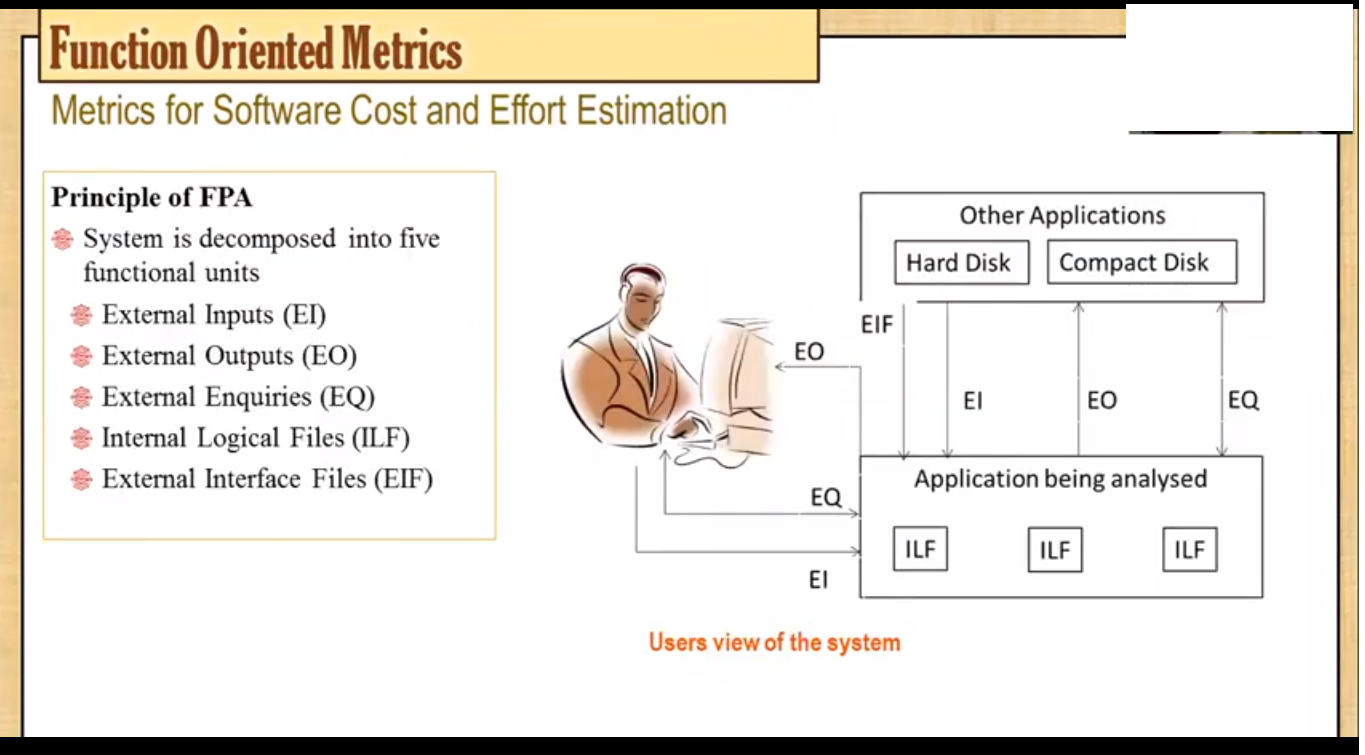 Function Oriented Metrics
Metrics for Software Cost and Effort Estimation
Principle of FPA
System is decomposed into five
functional units
External Inputs (EI)
External Outputs (EO)
External Enquiries (EQ)
Internal Logical Files (ILF)
External Interface Files (EIF)
Other Applications
Hard Disk
Compact Disk
EIF
EO
EI
EO
EQ
Application being analysed
EQ
ILF
ILF
ILF
EI
Users view of the system